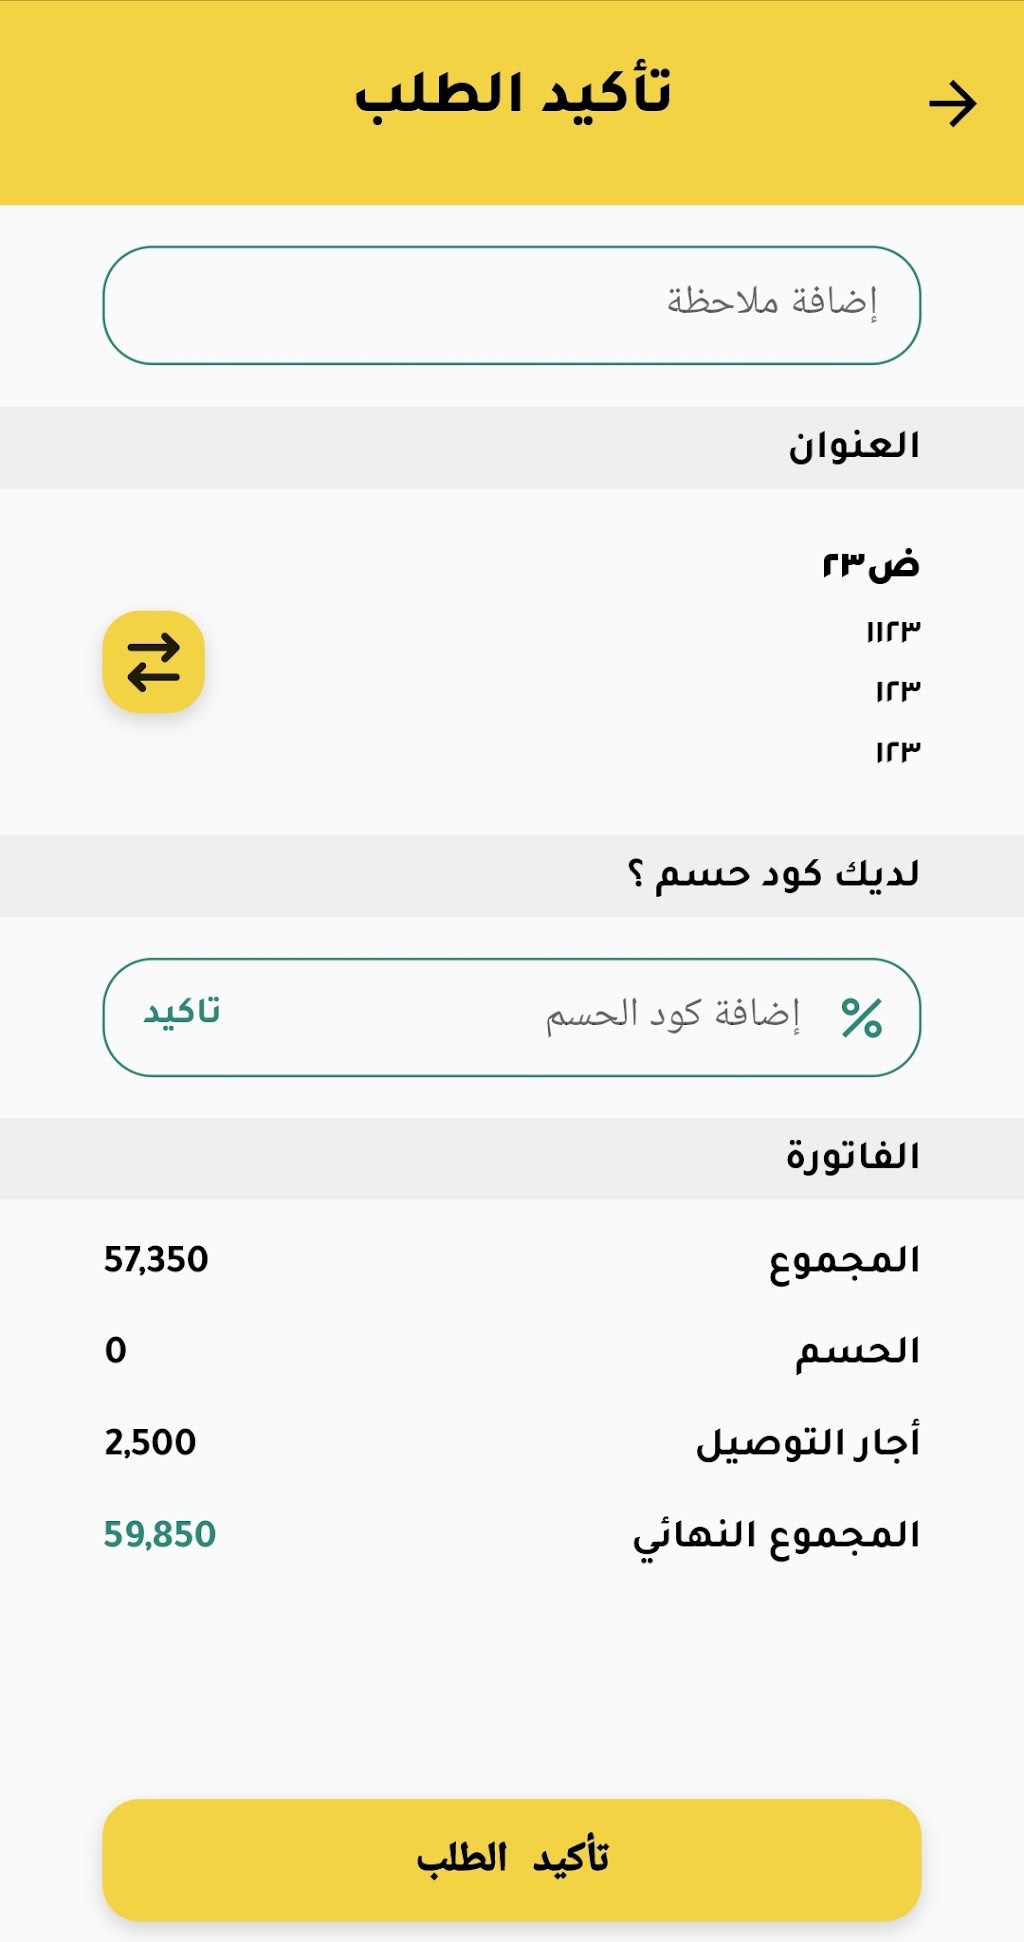 تأكيد الطلب
إضافة ملاحظة
العنوان
ض٢٣
١١٢٣
١٢٣
١٢٣
لديك كود حسم ؟
% إضافة كود الحسم تاكيد
الفاتورة
المجموع 57,350
الحسم 0
أجار التوصيل 2,500
المجموع النهائي 59,850
تأكيد الطلب